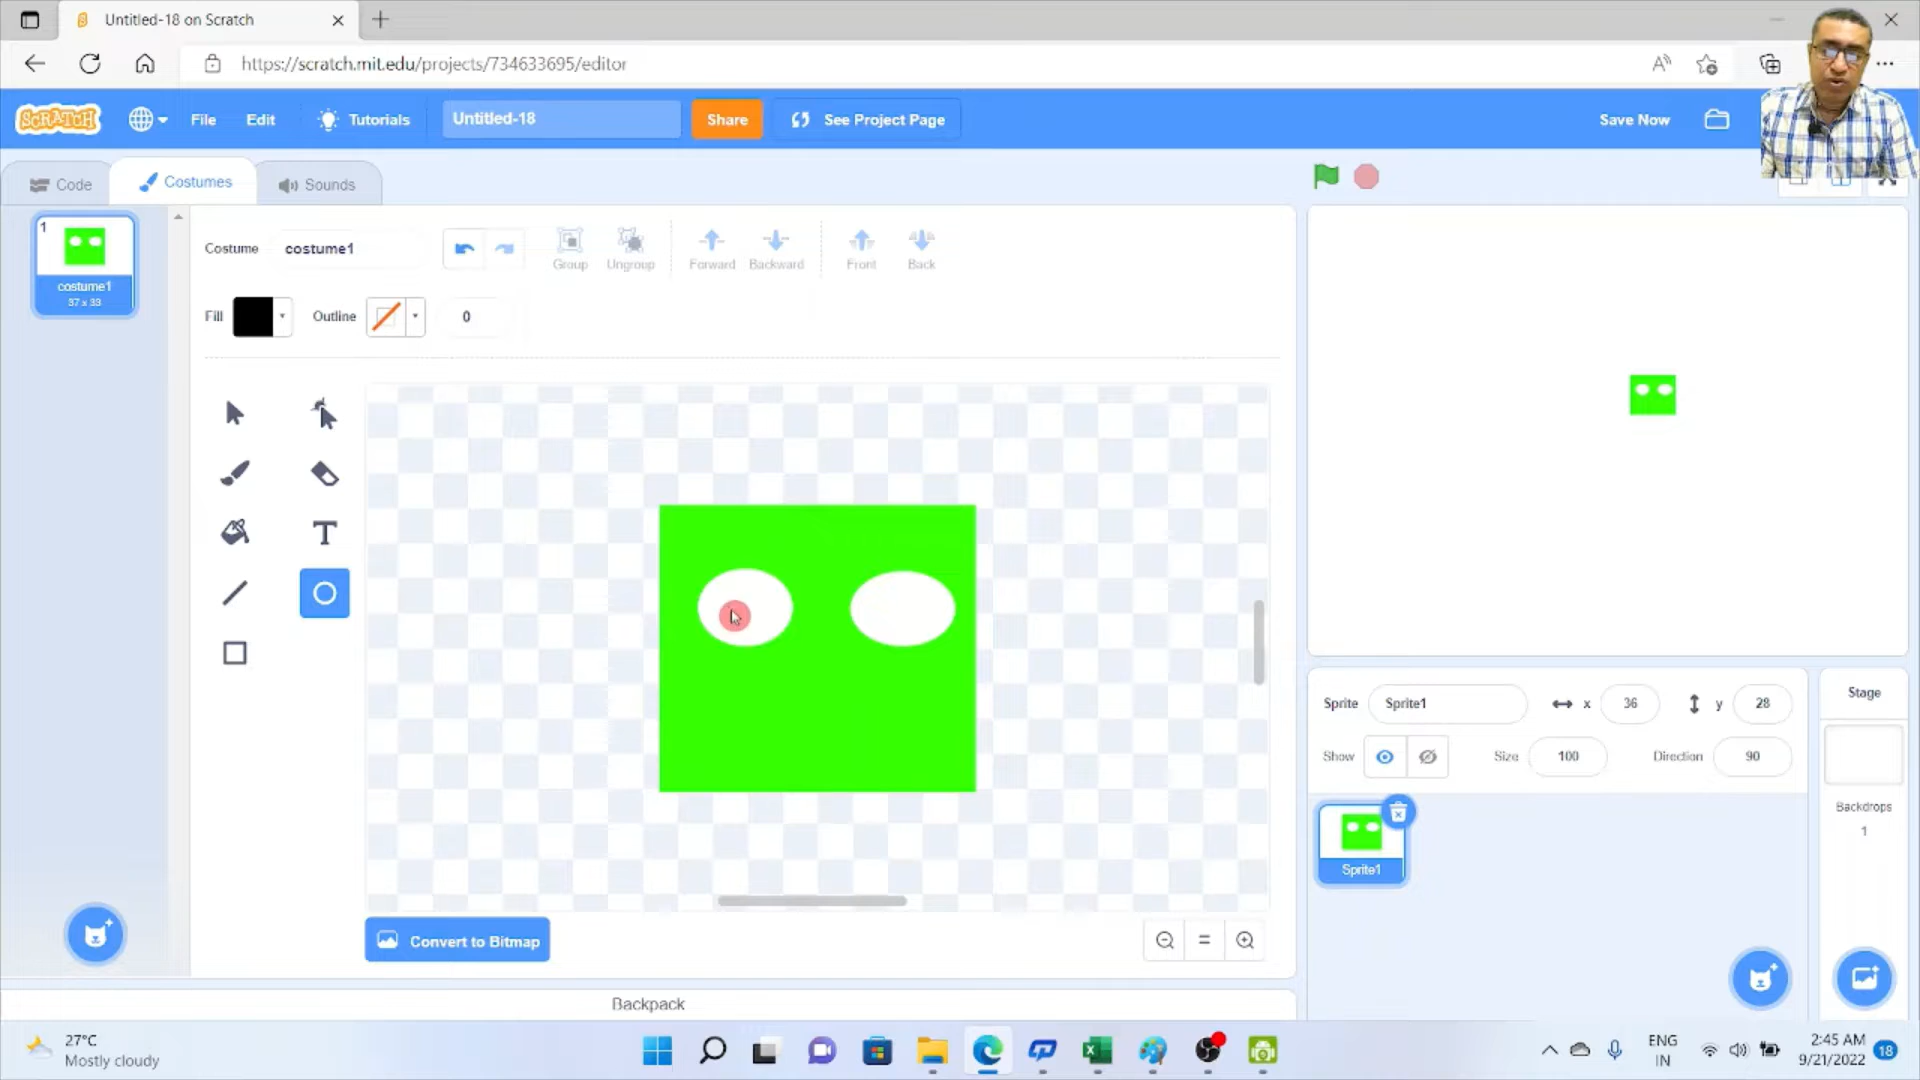 Untitled-18 on Scratch
https://scratch.mit.edu/projects/734633695/editor
SCRATCH
File
Edit
Tutorials
Untitled-18
Share
See Project Page
Save Now
Code
Costumes
Sounds
1
costume1
37 x 33
Costume
costume1
Group
Ungroup
Forward
Backward
Front
Back
Fill
Outline
0
T
Convert to Bitmap
Backpack
Sprite
Sprite1
x
36
y
28
Show
Size
100
Direction
90
Sprite1
Stage
Backdrops
1
27°C
Mostly cloudy
ENG
IN
2:45 AM
9/21/2022
18